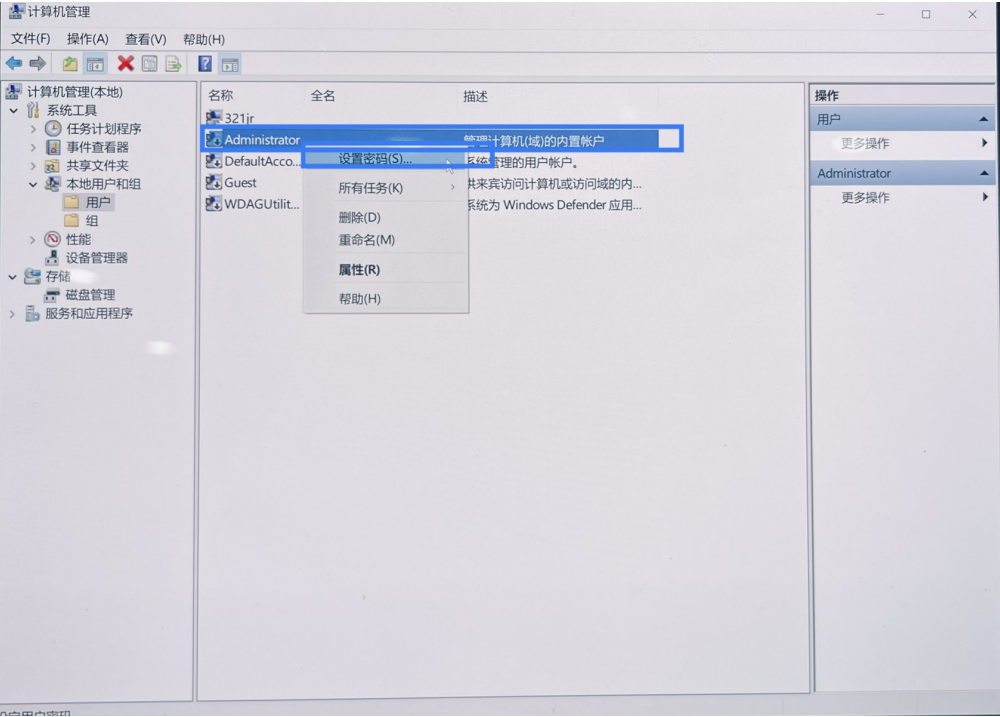 计算机管理
文件(F) 操作(A) 查看(V) 帮助(H)
计算机管理(本地)
系统工具
任务计划程序
事件查看器
共享文件夹
本地用户和组
用户
组
性能
设备管理器
存储
磁盘管理
服务和应用程序
名称 全名 描述
321jr
Administrator 管理计算机(域)的内置帐户
DefaultAcco... 系统管理的用户帐户。
Guest 供来宾访问计算机或访问域的内...
WDAGUtilit... 系统为 Windows Defender 应用...
设置密码(S)...
所有任务(K)
删除(D)
重命名(M)
属性(R)
帮助(H)
操作
用户
更多操作
Administrator
更多操作